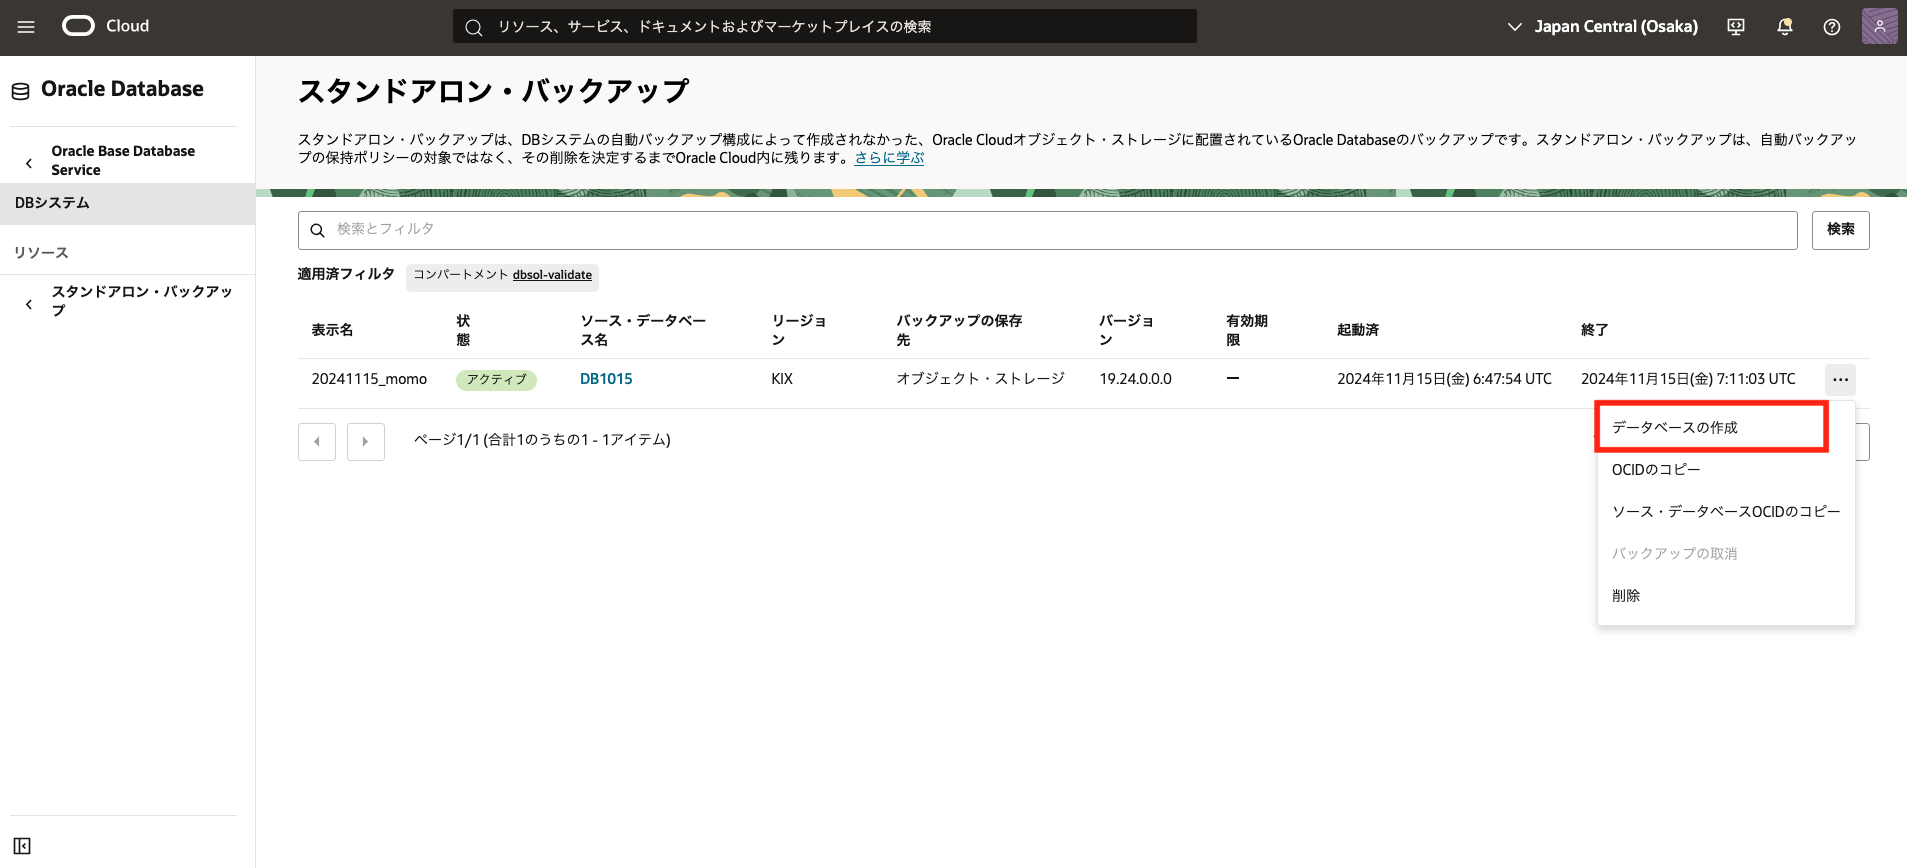 Cloud
リソース、サービス、ドキュメントおよびマーケットプレイスの検索
Japan Central (Osaka)
Oracle Database
Oracle Base Database
Service
DBシステム
リソース
スタンドアロン・バックアッ
プ
スタンドアロン・バックアップ
スタンドアロン・バックアップは、DBシステムの自動バックアップ構成によって作成されなかった、Oracle Cloudオブジェクト・ストレージに配置されているOracle Databaseのバックアップです。スタンドアロン・バックアップは、自動バックアッ
プの保持ポリシーの対象ではなく、その削除を決定するまでOracle Cloud内に残ります。さらに学ぶ
検索とフィルタ
検索
適用済フィルタ コンパートメント dbsol-validate
表示名
状
態
ソース・データベー
ス名
リージョ
ン
バックアップの保存
先
バージョ
ン
有効期
限
起動済
終了
20241115_momo アクティブ DB1015 KIX オブジェクト・ストレージ 19.24.0.0.0 — 2024年11月15日(金) 6:47:54 UTC 2024年11月15日(金) 7:11:03 UTC
ページ1/1 (合計1のうちの1 - 1アイテム)
データベースの作成
OCIDのコピー
ソース・データベースOCIDのコピー
バックアップの取消
削除